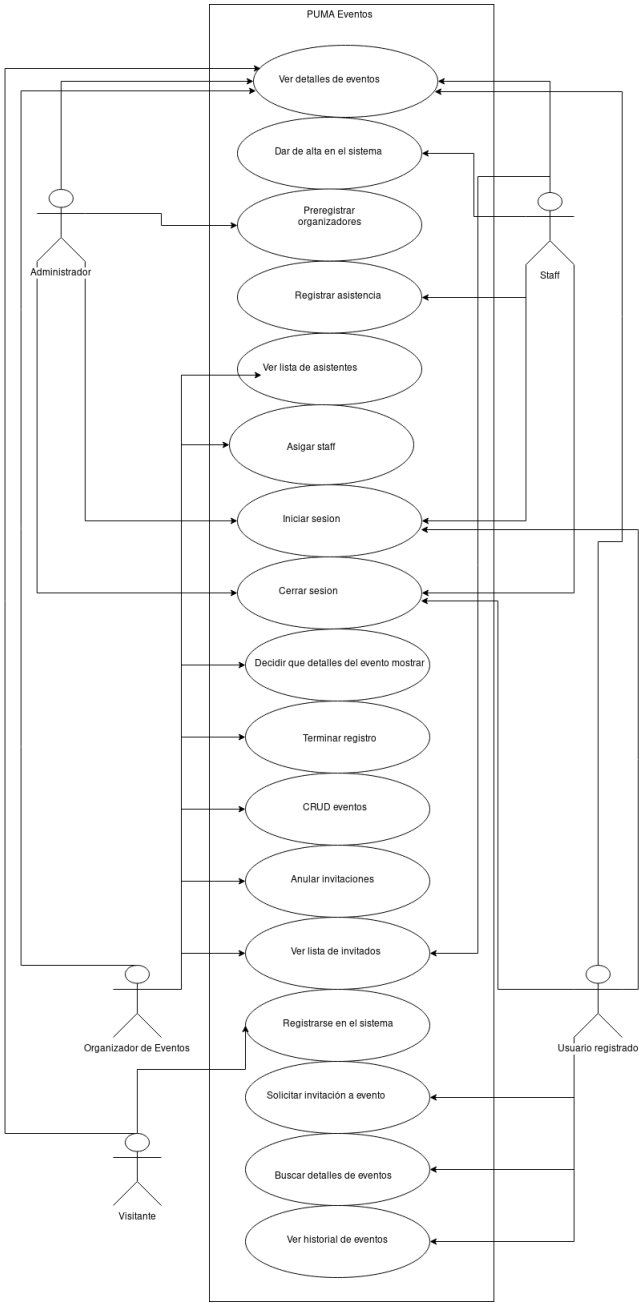 PUMA Eventos
Ver detalles de eventos
Dar de alta en el sistema
Preregistrar
organizadores
Administrador
Staff
Registrar asistencia
Ver lista de asistentes
Asigar staff
Iniciar sesion
Cerrar sesion
Decidir que detalles del evento mostrar
Terminar registro
CRUD eventos
Anular invitaciones
Ver lista de invitados
Registrarse en el sistema
Organizador de Eventos
Usuario registrado
Solicitar invitación a evento
Buscar detalles de eventos
Visitante
Ver historial de eventos